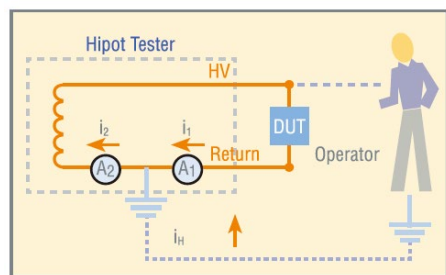 Hipot Tester
HV
i2
i1
DUT
A2
A1
Return
Operator
iH